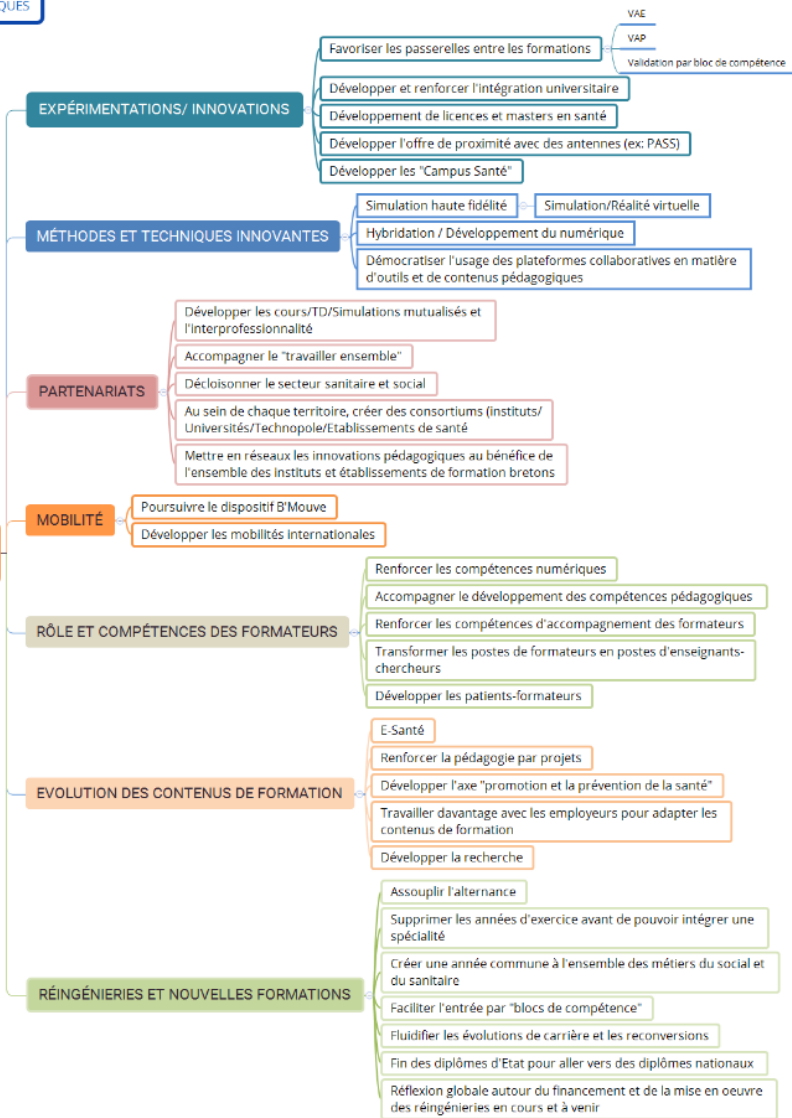 QUES
VAE
VAP
Validation par bloc de compétence
Favoriser les passerelles entre les formations
EXPÉRIMENTATIONS/ INNOVATIONS
Développer et renforcer l'intégration universitaire
Développement de licences et masters en santé
Développer l'offre de proximité avec des antennes (ex: PASS)
Développer les "Campus Santé"
MÉTHODES ET TECHNIQUES INNOVANTES
Simulation haute fidélité
Simulation/Réalité virtuelle
Hybridation / Développement du numérique
Démocratiser l'usage des plateformes collaboratives en matière
d'outils et de contenus pédagogiques
PARTENARIATS
Développer les cours/TD/Simulations mutualisés et
l'interprofessionnalité
Accompagner le "travailler ensemble"
Décloisonner le secteur sanitaire et social
Au sein de chaque territoire, créer des consortiums (instituts/
Universités/Technopole/Etablissements de santé
Mettre en réseaux les innovations pédagogiques au bénéfice de
l'ensemble des instituts et établissements de formation bretons
MOBILITÉ
Poursuivre le dispositif B'Mouve
Développer les mobilités internationales
RÔLE ET COMPÉTENCES DES FORMATEURS
Renforcer les compétences numériques
Accompagner le développement des compétences pédagogiques
Renforcer les compétences d'accompagnement des formateurs
Transformer les postes de formateurs en postes d'enseignants-
chercheurs
Développer les patients-formateurs
EVOLUTION DES CONTENUS DE FORMATION
E-Santé
Renforcer la pédagogie par projets
Développer l'axe "promotion et la prévention de la santé"
Travailler davantage avec les employeurs pour adapter les
contenus de formation
Développer la recherche
RÉINGÉNIERIES ET NOUVELLES FORMATIONS
Assouplir l'alternance
Supprimer les années d'exercice avant de pouvoir intégrer une
spécialité
Créer une année commune à l'ensemble des métiers du social et
du sanitaire
Faciliter l'entrée par "blocs de compétence"
Fluidifier les évolutions de carrière et les reconversions
Fin des diplômes d'Etat pour aller vers des diplômes nationaux
Réflexion globale autour du financement et de la mise en oeuvre
des réingénieries en cours et à venir